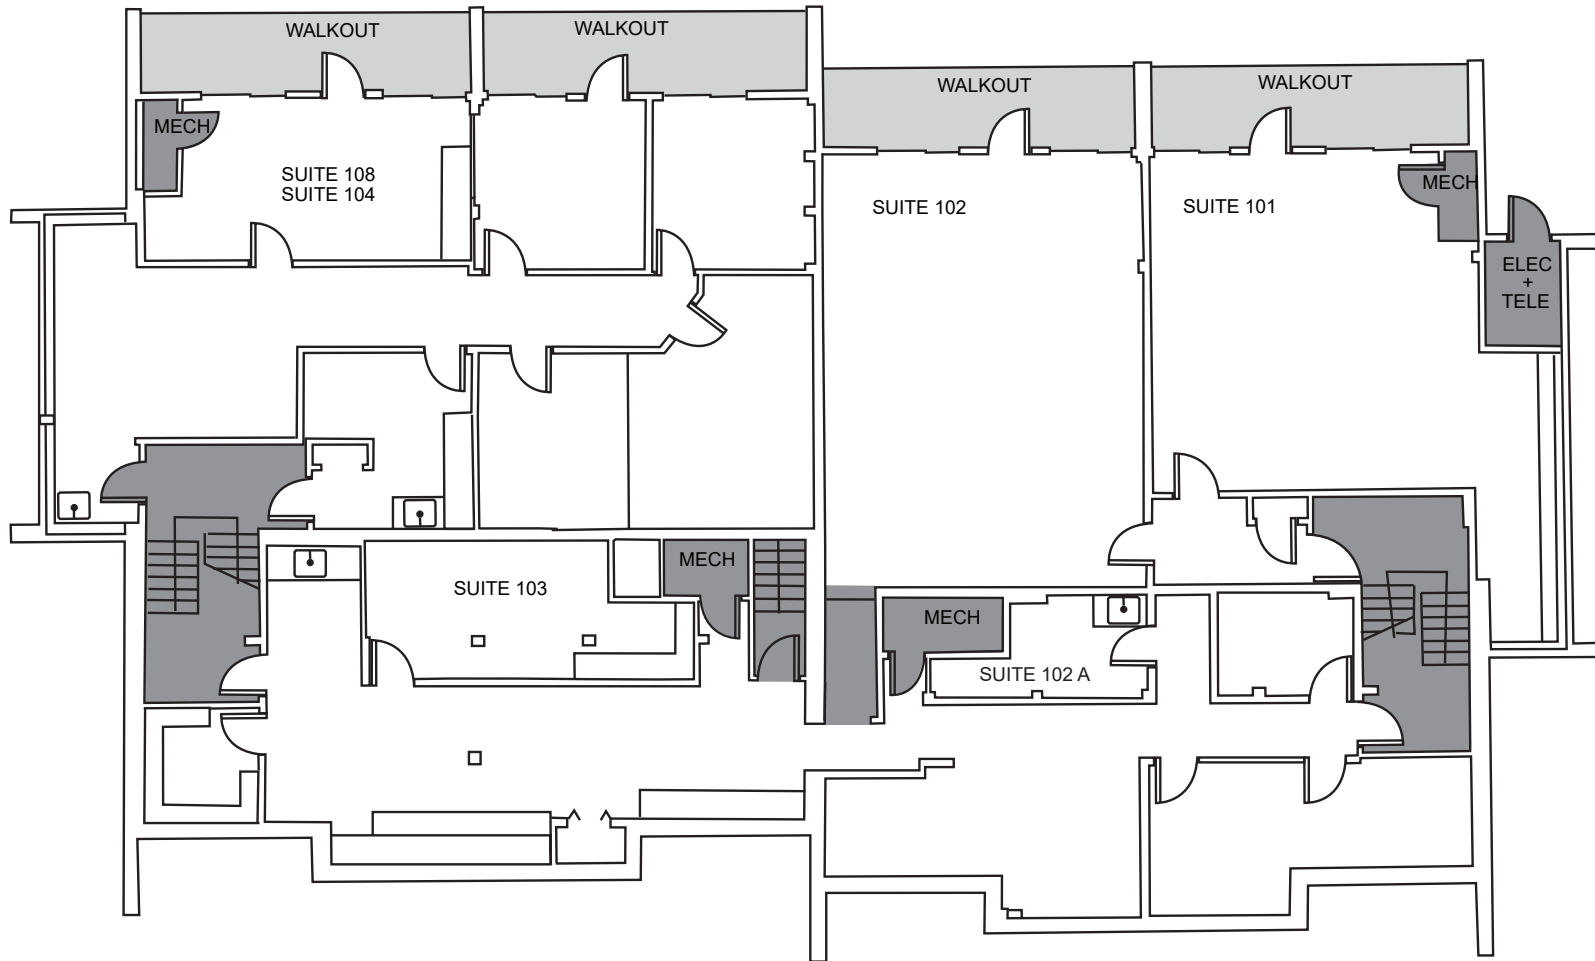 WALKOUT
WALKOUT
WALKOUT
WALKOUT
MECH
SUITE 108
SUITE 104
SUITE 102
SUITE 101
MECH
ELEC
+
TELE
SUITE 103
MECH
MECH
SUITE 102 A